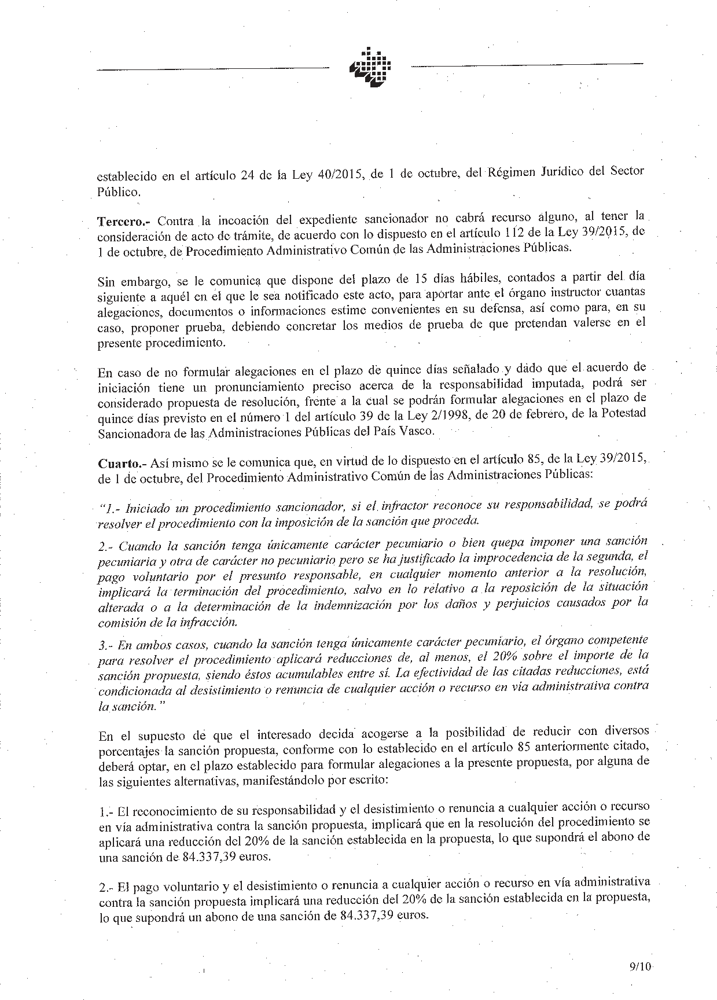 establecido en el artículo 24 de la Ley 40/2015, de 1 de octubre, del Régimen Jurídico del Sector
Público.
Tercero.- Contra la incoación del expediente sancionador no cabrá recurso alguno, al tener la
consideración de acto de trámite, de acuerdo con lo dispuesto en el artículo 112 de la Ley 39/2015, de
1 de octubre, de Procedimiento Administrativo Común de las Administraciones Públicas.
Sin embargo, se le comunica que dispone del plazo de 15 días hábiles, contados a partir del día
siguiente a aquél en el que le sea notificado este acto, para aportar ante el órgano instructor cuantas
alegaciones, documentos o informaciones estime convenientes en su defensa, así como para, en su
caso, proponer prueba, debiendo concretar los medios de prueba de que pretendan valerse en el
presente procedimiento.
En caso de no formular alegaciones en el plazo de quince días señalado y dado que el acuerdo de
iniciación tiene un pronunciamiento preciso acerca de la responsabilidad imputada, podrá ser
considerado propuesta de resolución, frente a la cual se podrán formular alegaciones en el plazo de
quince días previsto en el número 1 del artículo 39 de la Ley 2/1998, de 20 de febrero, de la Potestad
Sancionadora de las Administraciones Públicas del País Vasco.
Cuarto.- Así mismo se le comunica que, en virtud de lo dispuesto en el artículo 85, de la Ley 39/2015,
de 1 de octubre, del Procedimiento Administrativo Común de las Administraciones Públicas:
“1.- Iniciado un procedimiento sancionador, si el infractor reconoce su responsabilidad, se podrá
resolver el procedimiento con la imposición de la sanción que proceda.
2.- Cuando la sanción tenga únicamente carácter pecuniario o bien quepa imponer una sanción
pecuniaria y otra de carácter no pecuniario pero se ha justificado la improcedencia de la segunda, el
pago voluntario por el presunto responsable, en cualquier momento anterior a la resolución,
implicará la terminación del procedimiento, salvo en lo relativo a la reposición de la situación
alterada o a la determinación de la indemnización por los daños y perjuicios causados por la
comisión de la infracción.
3.- En ambos casos, cuando la sanción tenga únicamente carácter pecuniario, el órgano competente
para resolver el procedimiento aplicará reducciones de, al menos, el 20% sobre el importe de la
sanción propuesta, siendo éstos acumulables entre sí. La efectividad de las citadas reducciones, está
condicionada al desistimiento o renuncia de cualquier acción o recurso en vía administrativa contra
la sanción.”
En el supuesto de que el interesado decida acogerse a la posibilidad de reducir con diversos
porcentajes la sanción propuesta, conforme con lo establecido en el artículo 85 anteriormente citado,
deberá optar, en el plazo establecido para formular alegaciones a la presente propuesta, por alguna de
las siguientes alternativas, manifestándolo por escrito:
1.- El reconocimiento de su responsabilidad y el desistimiento o renuncia a cualquier acción o recurso
en vía administrativa contra la sanción propuesta, implicará que en la resolución del procedimiento se
aplicará una reducción del 20% de la sanción establecida en la propuesta, lo que supondrá el abono de
una sanción de 84.337,39 euros.
2.- El pago voluntario y el desistimiento o renuncia a cualquier acción o recurso en vía administrativa
contra la sanción propuesta implicará una reducción del 20% de la sanción establecida en la propuesta,
lo que supondrá un abono de una sanción de 84.337,39 euros.
9/10